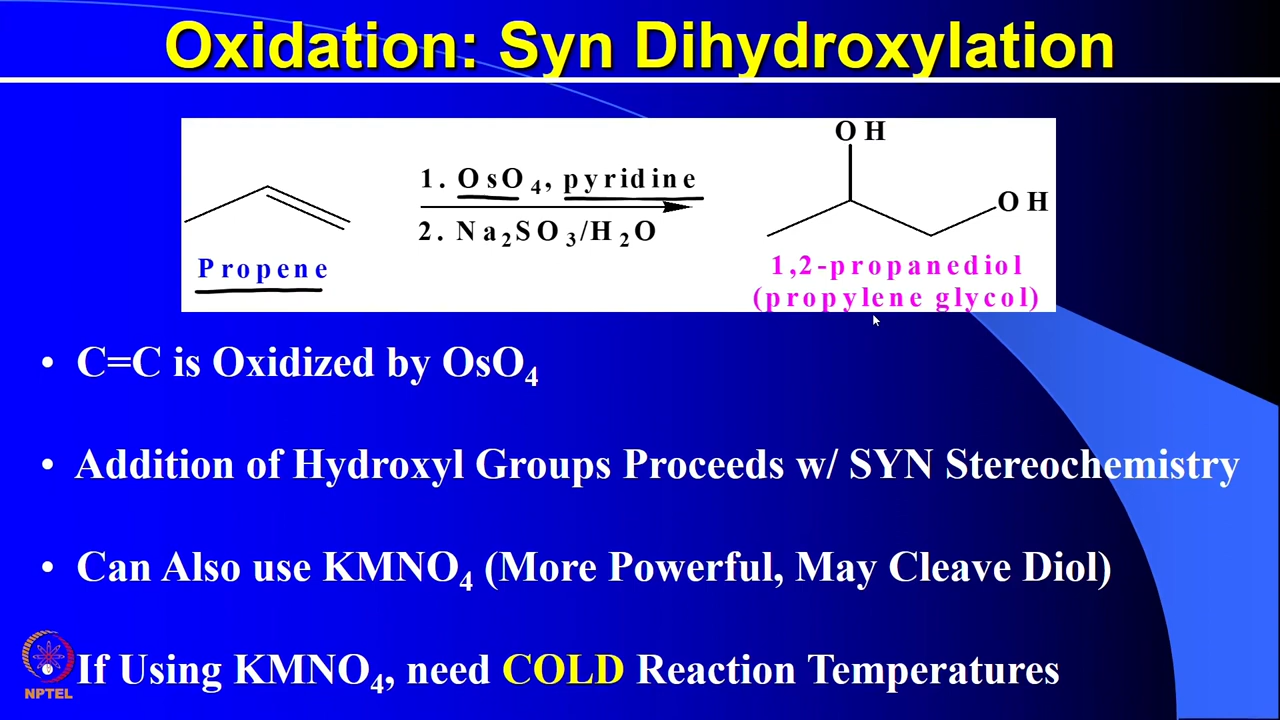 Oxidation: Syn Dihydroxylation
OH
1. OsO4, pyridine
OH
2. Na2SO3/H2O
Propene
1,2-propanediol
(propylene glycol)
• C=C is Oxidized by OsO4
• Addition of Hydroxyl Groups Proceeds w/ SYN Stereochemistry
• Can Also use KMNO4 (More Powerful, May Cleave Diol)
• If Using KMNO4, need COLD Reaction Temperatures
NPTEL